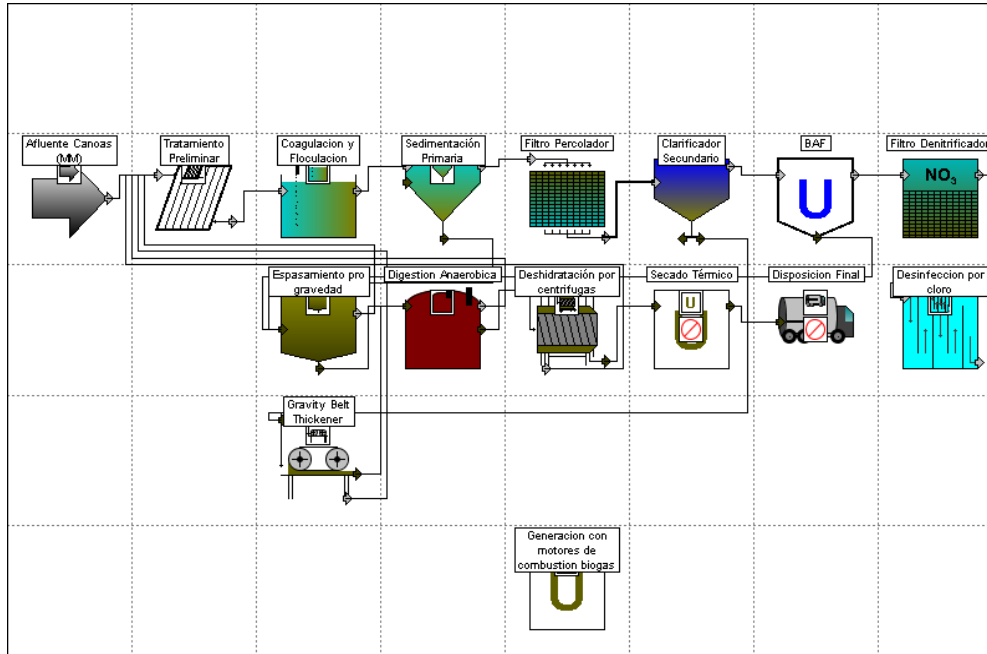 Afluente Canoas
(MM)
Tratamiento
Preliminar
Coagulacion y
Floculacion
Sedimentación
Primaria
Filtro Percolador
Clarificador
Secundario
BAF
Filtro Denitrificador
U
NO3
Espasamiento pro
gravedad
Digestion Anaerobica
Deshidratación por
centrifugas
Secado Térmico
Disposicion Final
Desinfeccion por
cloro
U
Gravity Belt
Thickener
Generacion con
motores de
combustion biogas